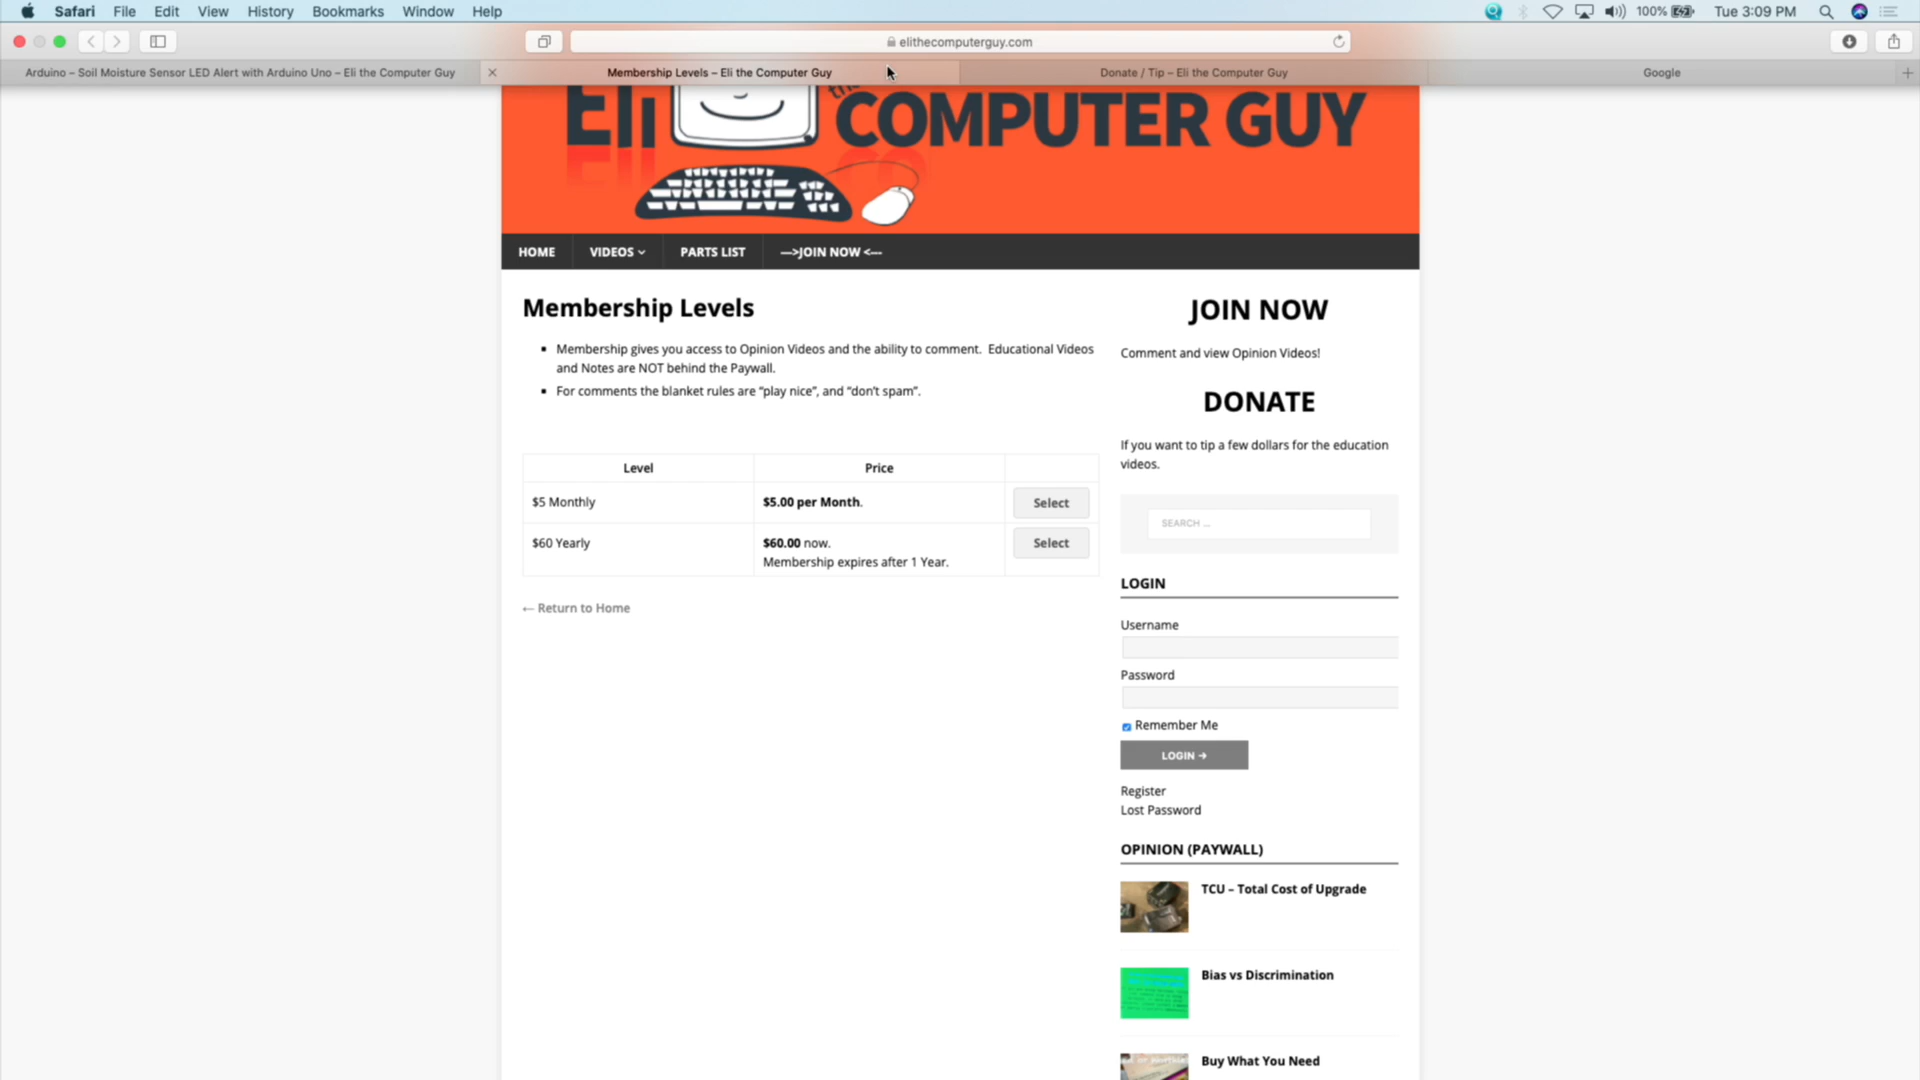 Safari File Edit View History Bookmarks Window Help 100% Tue 3:09 PM
elithecomputerguy.com
Arduino – Soil Moisture Sensor LED Alert with Arduino Uno – Eli the Computer Guy
Membership Levels – Eli the Computer Guy
Donate / Tip – Eli the Computer Guy
Google
Eli the COMPUTER GUY
HOME VIDEOS PARTS LIST —>JOIN NOW <—
Membership Levels
Membership gives you access to Opinion Videos and the ability to comment. Educational Videos
and Notes are NOT behind the Paywall.
For comments the blanket rules are “play nice”, and “don’t spam”.
Level Price
$5 Monthly $5.00 per Month. Select
$60 Yearly $60.00 now. Select
Membership expires after 1 Year.
← Return to Home
JOIN NOW
Comment and view Opinion Videos!
DONATE
If you want to tip a few dollars for the education
videos.
SEARCH ...
LOGIN
Username
Password
Remember Me
LOGIN →
Register
Lost Password
OPINION (PAYWALL)
TCU – Total Cost of Upgrade
Bias vs Discrimination
Buy What You Need